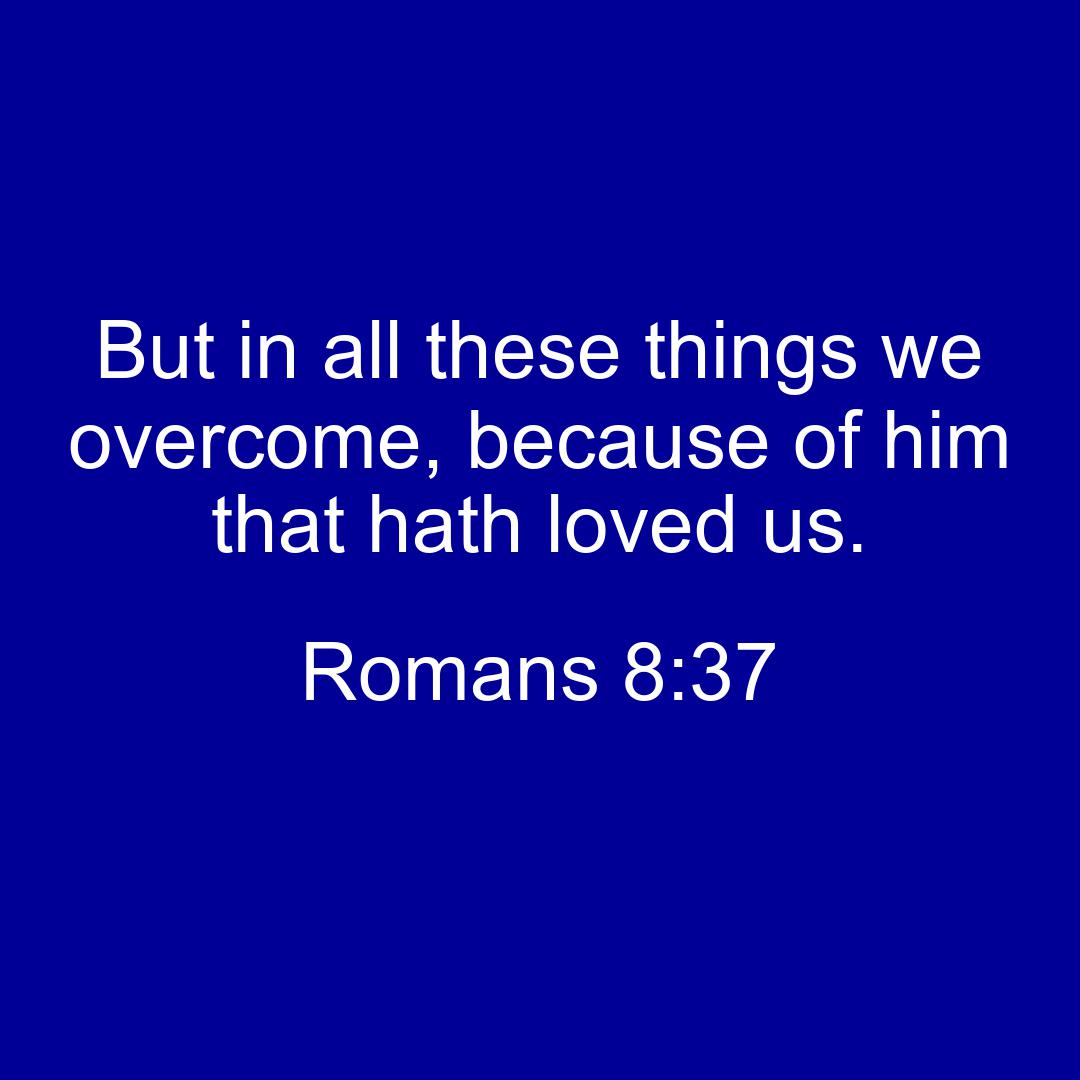 But in all these things we
overcome, because of him
that hath loved us.
Romans 8:37